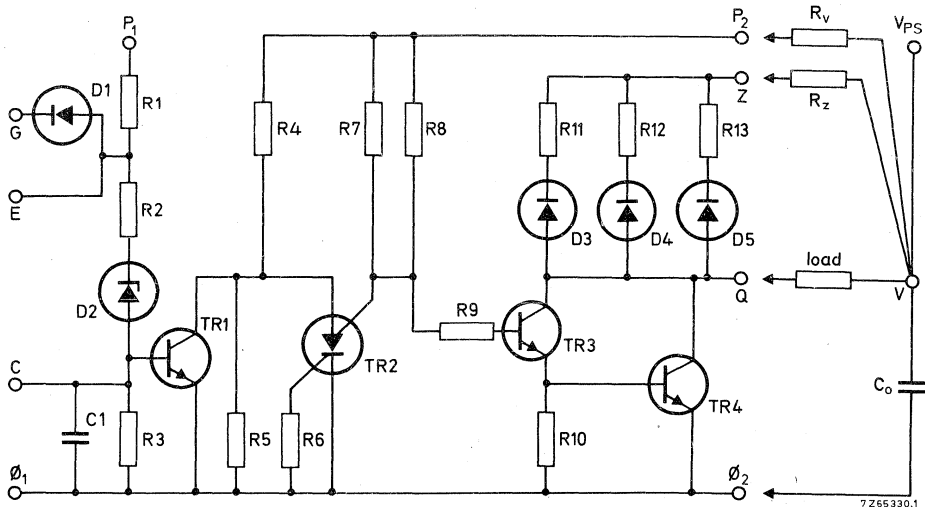 P1
P2
Rv
VPS
D1
G
R1
Z
Rz
R4
R7
R8
R11
R12
R13
E
R2
D3
D4
D5
load
Q
V
D2
TR1
R9
TR2
TR3
C
TR4
Co
C1
R3
R5
R6
R10
Ø1
Ø2
7Z65330.1